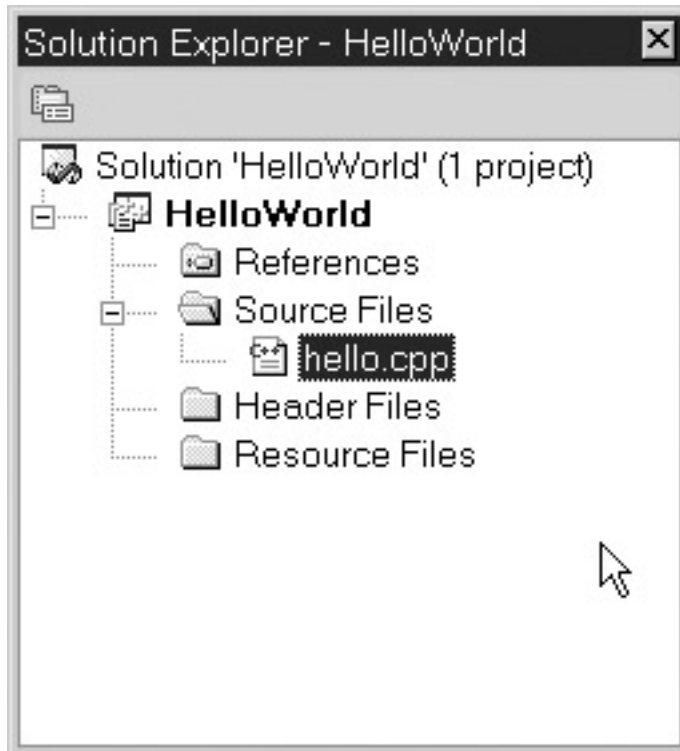 Solution Explorer - HelloWorld
Solution 'HelloWorld' (1 project)
HelloWorld
References
Source Files
C++ hello.cpp
Header Files
Resource Files